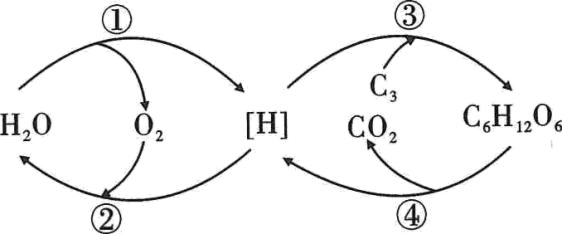 ① ③
C₃
H₂O O₂ [H] CO₂ C₆H₁₂O₆
② ④